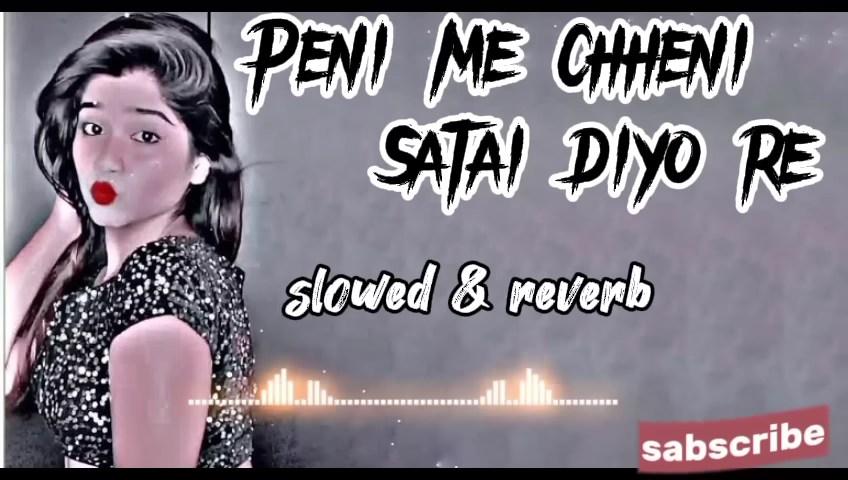 PENI ME CHHENI
SATAI DIYO RE
slowed & reverb
sabscribe